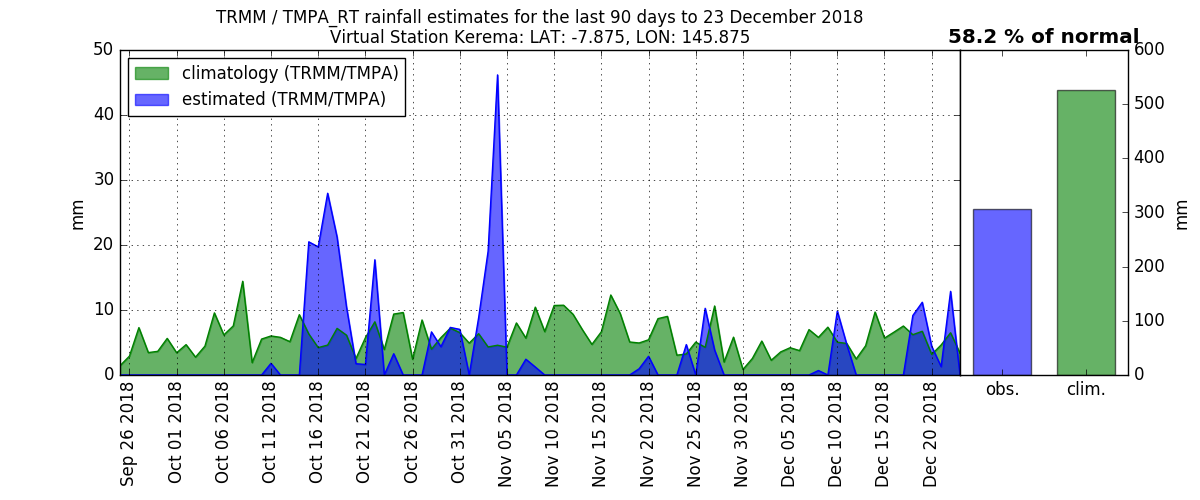 TRMM / TMPA_RT rainfall estimates for the last 90 days to 23 December 2018
Virtual Station Kerema: LAT: -7.875, LON: 145.875
58.2 % of normal
climatology (TRMM/TMPA)
estimated (TRMM/TMPA)
mm
50
40
30
20
10
0
Sep 26 2018
Oct 01 2018
Oct 06 2018
Oct 11 2018
Oct 16 2018
Oct 21 2018
Oct 26 2018
Oct 31 2018
Nov 05 2018
Nov 10 2018
Nov 15 2018
Nov 20 2018
Nov 25 2018
Nov 30 2018
Dec 05 2018
Dec 10 2018
Dec 15 2018
Dec 20 2018
obs.
clim.
600
500
400
300
200
100
0
mm